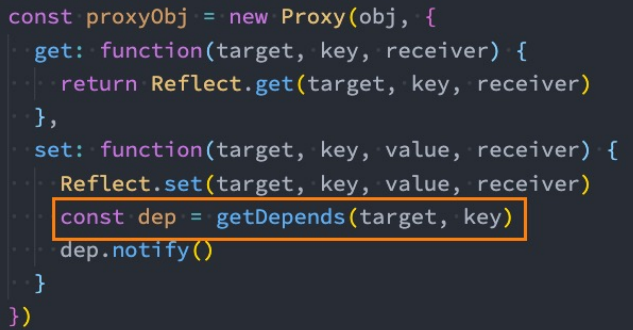 const proxyObj = new Proxy(obj, {
  get: function(target, key, receiver) {
    return Reflect.get(target, key, receiver)
  },
  set: function(target, key, value, receiver) {
    Reflect.set(target, key, value, receiver)
    const dep = getDepends(target, key)
    dep.notify()
  }
})